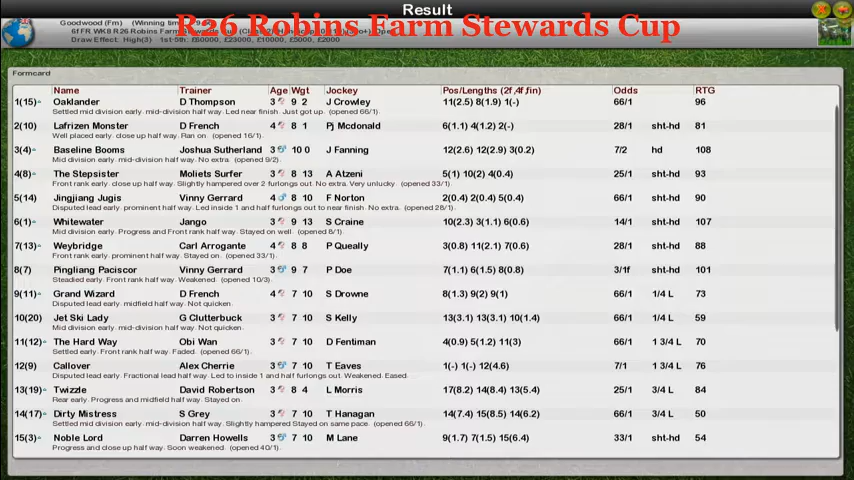 Result
R26 Robins Farm Stewards Cup
Goodwood (Fm) (Winning tim
6f FR WK8 R26 Robins Farm
Draw Effect: High(3) 1st-5th: £60000, £23000, £10000, £5000, £2000
Formcard
Name Trainer Age Wgt Jockey Pos/Lengths (2f,4f,fin) Odds RTG
1(15) Oaklander D Thompson 3 9 2 J Crowley 11(2.5) 8(1.9) 1(-) 66/1 96
Settled mid division early. mid-division half way. Led near finish. Just got up. (opened 66/1)
2(10) Lafrizen Monster D French 4 8 1 Pj Mcdonald 6(1.1) 4(1.2) 2(-) 28/1 sht-hd 81
Well placed early. close up half way. Ran on. (opened 16/1)
3(4) Baseline Booms Joshua Sutherland 3 10 0 J Fanning 12(2.6) 12(2.9) 3(0.2) 7/2 hd 108
Mid division early. mid-division half way. No extra. (opened 9/2)
4(8) The Stepsister Moliets Surfer 3 8 13 A Atzeni 5(1) 10(2) 4(0.4) 25/1 sht-hd 93
Front rank early. close up half way. Slightly hampered over 2 furlongs out. No extra. Very unlucky. (opened 33/1)
5(14) Jingjiang Jugis Vinny Gerrard 4 8 10 F Norton 2(0.4) 2(0.4) 5(0.4) 66/1 sht-hd 90
Disputed lead early. prominent half way. Led inside 1 and half furlongs out to near finish. No extra. (opened 28/1)
6(1) Whitewater Jango 3 9 13 S Craine 10(2.3) 3(1.1) 6(0.6) 14/1 sht-hd 107
Mid division early. Progress and Front rank half way. Stayed on well. (opened 8/1)
7(13) Weybridge Carl Arrogante 4 8 8 P Queally 3(0.8) 11(2.1) 7(0.6) 28/1 sht-hd 88
Front rank early. prominent half way. Stayed on. (opened 33/1)
8(7) Pingliang Paciscor Vinny Gerrard 3 9 7 P Doe 7(1.1) 6(1.5) 8(0.8) 3/1f sht-hd 101
Steadied early. Front rank half way. Weakened. (opened 10/3)
9(11) Grand Wizard D French 4 7 10 S Drowne 8(1.3) 9(2) 9(1) 66/1 1/4 L 73
Disputed lead early. midfield half way. Not quicken.
10(20) Jet Ski Lady G Clutterbuck 3 7 10 S Kelly 13(3.1) 13(3.1) 10(1.4) 66/1 1/4 L 59
Mid division early. mid-division half way. Not quicken.
11(12) The Hard Way Obi Wan 3 7 10 D Fentiman 4(0.9) 5(1.2) 11(3) 66/1 1 3/4 L 70
Settled early. Front rank half way. Faded. (opened 66/1)
12(9) Callover Alex Cherrie 3 7 10 T Eaves 1(-) 1(-) 12(4.6) 7/1 1 3/4 L 76
Disputed lead early. Fractional lead half way. Led to inside 1 and half furlongs out. Weakened. Eased.
13(19) Twizzle David Robertson 3 8 4 L Morris 17(8.2) 14(8.4) 13(5.4) 25/1 3/4 L 84
Rear early. Progress and midfield half way. Stayed on.
14(17) Dirty Mistress S Grey 3 7 10 T Hanagan 14(7.4) 15(8.5) 14(6.2) 66/1 3/4 L 50
Settled mid division early. mid-division half way. Slightly hampered Stayed on same pace. (opened 66/1)
15(3) Noble Lord Darren Howells 3 7 10 M Lane 9(1.7) 7(1.5) 15(6.4) 33/1 sht-hd 54
Progress and close up half way. Soon weakened. (opened 40/1)